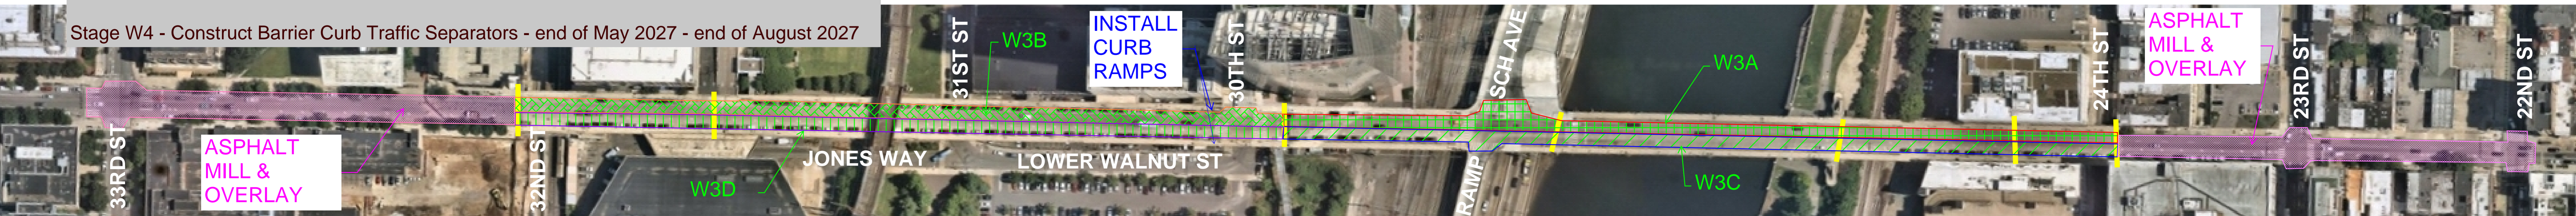 Stage W4 - Construct Barrier Curb Traffic Separators - end of May 2027 - end of August 2027
33RD ST
ASPHALT
MILL &
OVERLAY
32ND ST
W3D
JONES WAY
31ST ST
W3B
LOWER WALNUT ST
INSTALL
CURB
RAMPS
30TH ST
SCH AVE
RAMP
W3A
W3C
24TH ST
ASPHALT
MILL &
OVERLAY
23RD ST
22ND ST